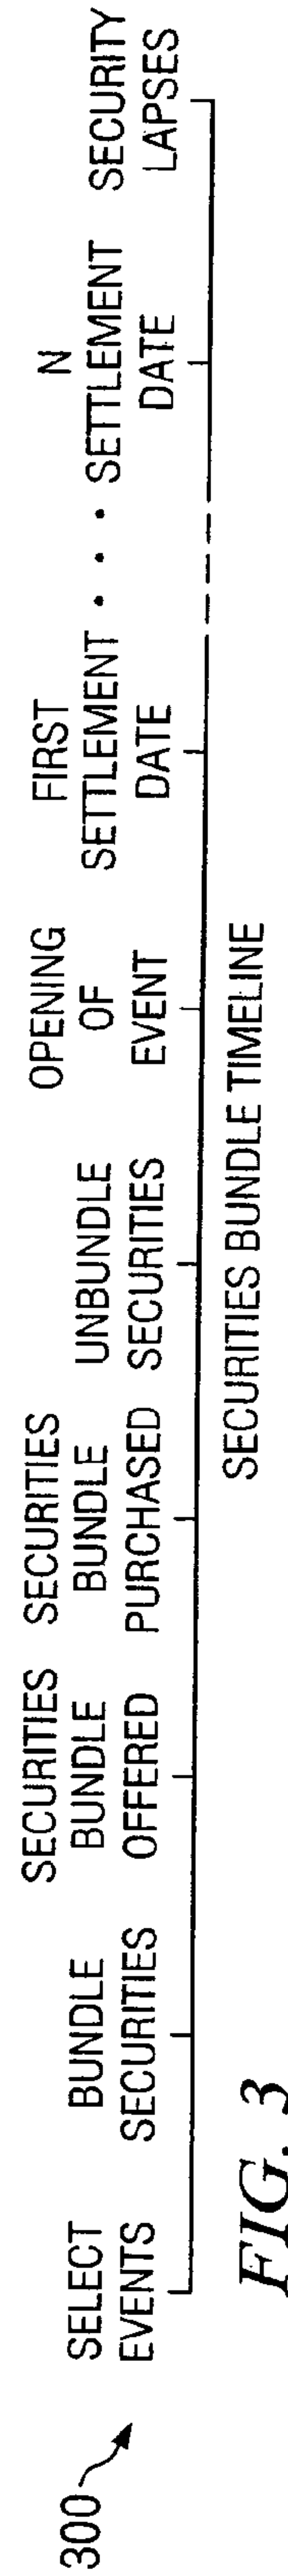 300
SELECT
EVENTS
BUNDLE
SECURITIES
SECURITIES
BUNDLE
OFFERED
SECURITIES
BUNDLE
PURCHASED
UNBUNDLE
SECURITIES
OPENING
OF
EVENT
FIRST
SETTLEMENT
DATE
• • •
N
SETTLEMENT
DATE
SECURITY
LAPSES
SECURITIES BUNDLE TIMELINE
FIG. 3